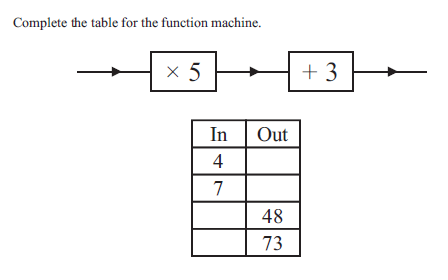 Complete the table for the function machine.
× 5 + 3
In Out
4
7
48
73